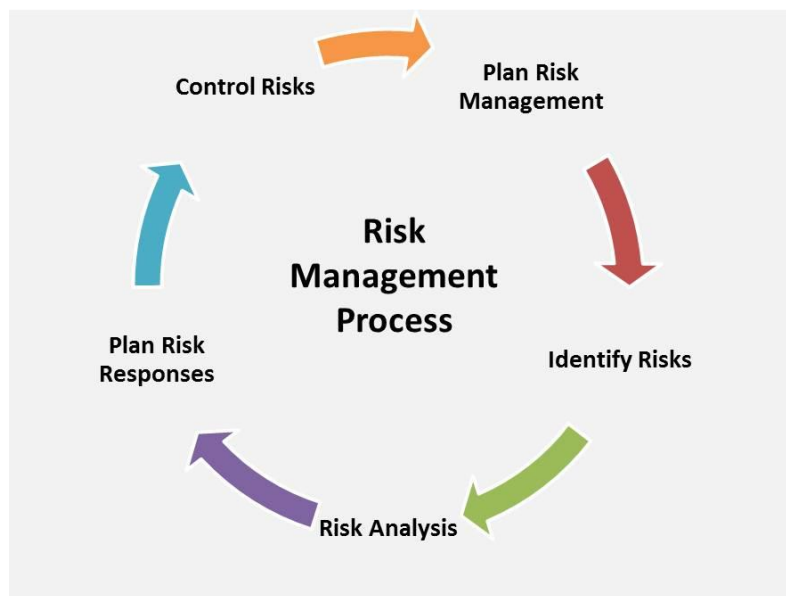 Control Risks
Plan Risk
Management
Risk
Management
Process
Plan Risk
Responses
Identify Risks
Risk Analysis